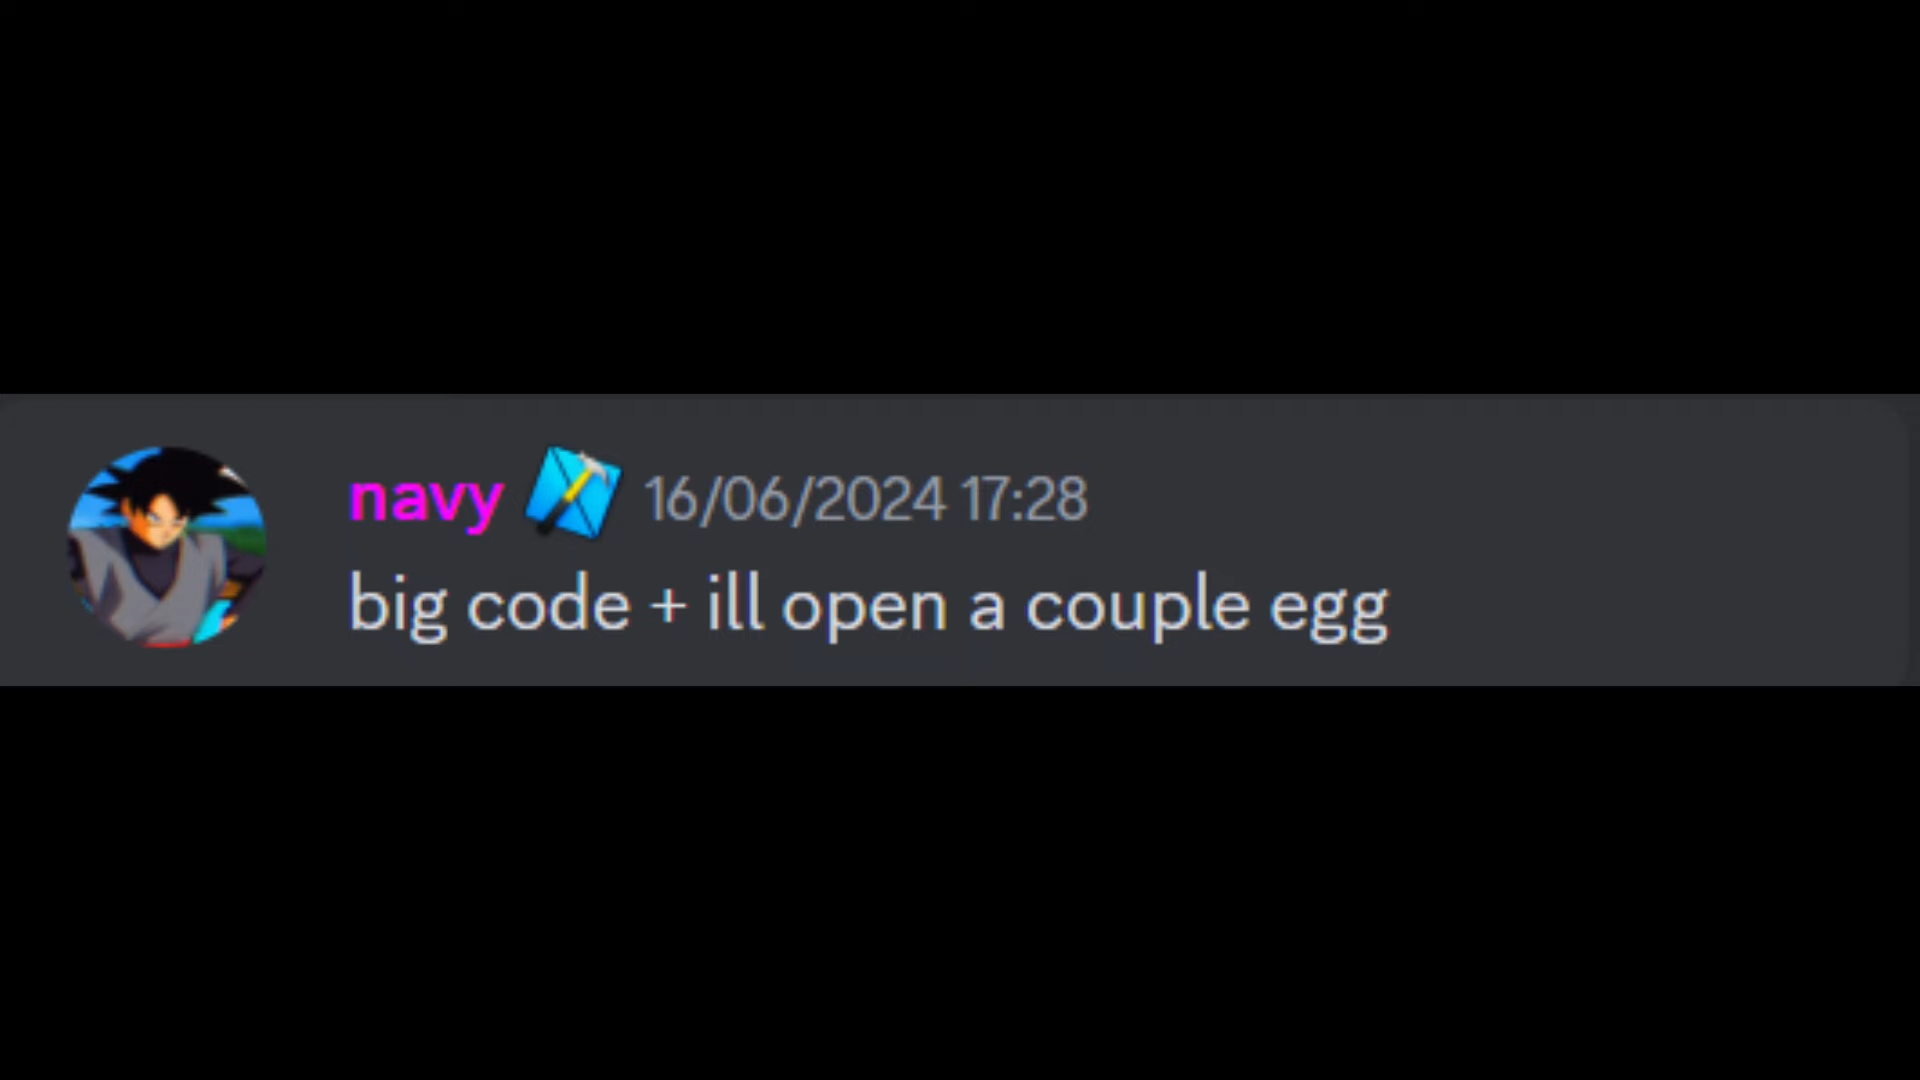 navy 16/06/2024 17:28
big code + ill open a couple egg